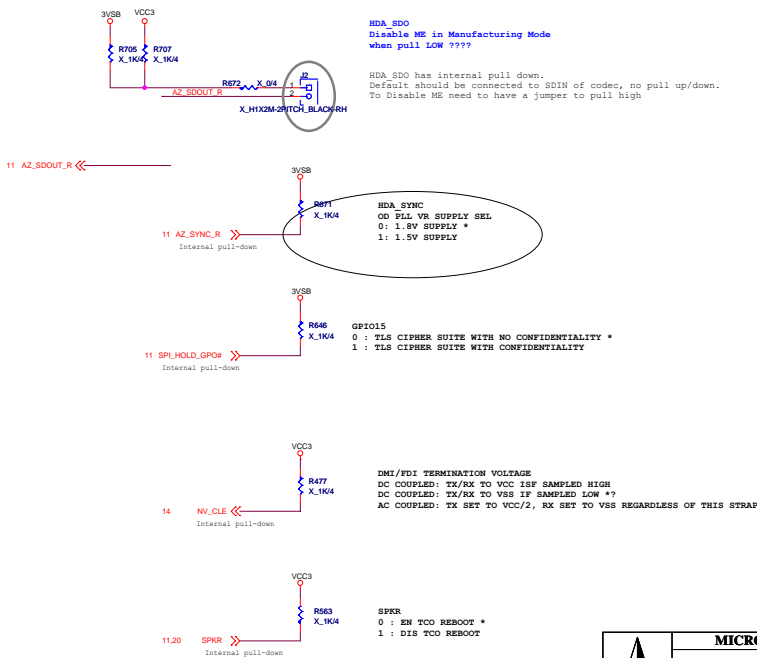 3VSB
VCC3
R705
X_1K/4
R707
X_1K/4
R672 X_0/4
AZ_SDOUT_R
J2
1
2
X_H1X2M-2PITCH_BLACK-RH
HDA_SDO
Disable ME in Manufacturing Mode
when pull LOW ????
HDA_SDO has internal pull down.
Default should be connected to SDIN of codec, no pull up/down.
To Disable ME need to have a jumper to pull high
11 AZ_SDOUT_R
3VSB
R671
X_1K/4
11 AZ_SYNC_R
Internal pull-down
HDA_SYNC
OD PLL VR SUPPLY SEL
0: 1.8V SUPPLY *
1: 1.5V SUPPLY
3VSB
R646
X_1K/4
11 SPI_HOLD_GPO#
Internal pull-down
GPIO15
0 : TLS CIPHER SUITE WITH NO CONFIDENTIALITY *
1 : TLS CIPHER SUITE WITH CONFIDENTIALITY
VCC3
R477
X_1K/4
14 NV_CLE
Internal pull-down
DMI/FDI TERMINATION VOLTAGE
DC COUPLED: TX/RX TO VCC ISF SAMPLED HIGH
DC COUPLED: TX/RX TO VSS IF SAMPLED LOW *?
AC COUPLED: TX SET TO VCC/2, RX SET TO VSS REGARDLESS OF THIS STRAP
VCC3
R563
X_1K/4
11,20 SPKR
Internal pull-down
SPKR
0 : EN TCO REBOOT *
1 : DIS TCO REBOOT